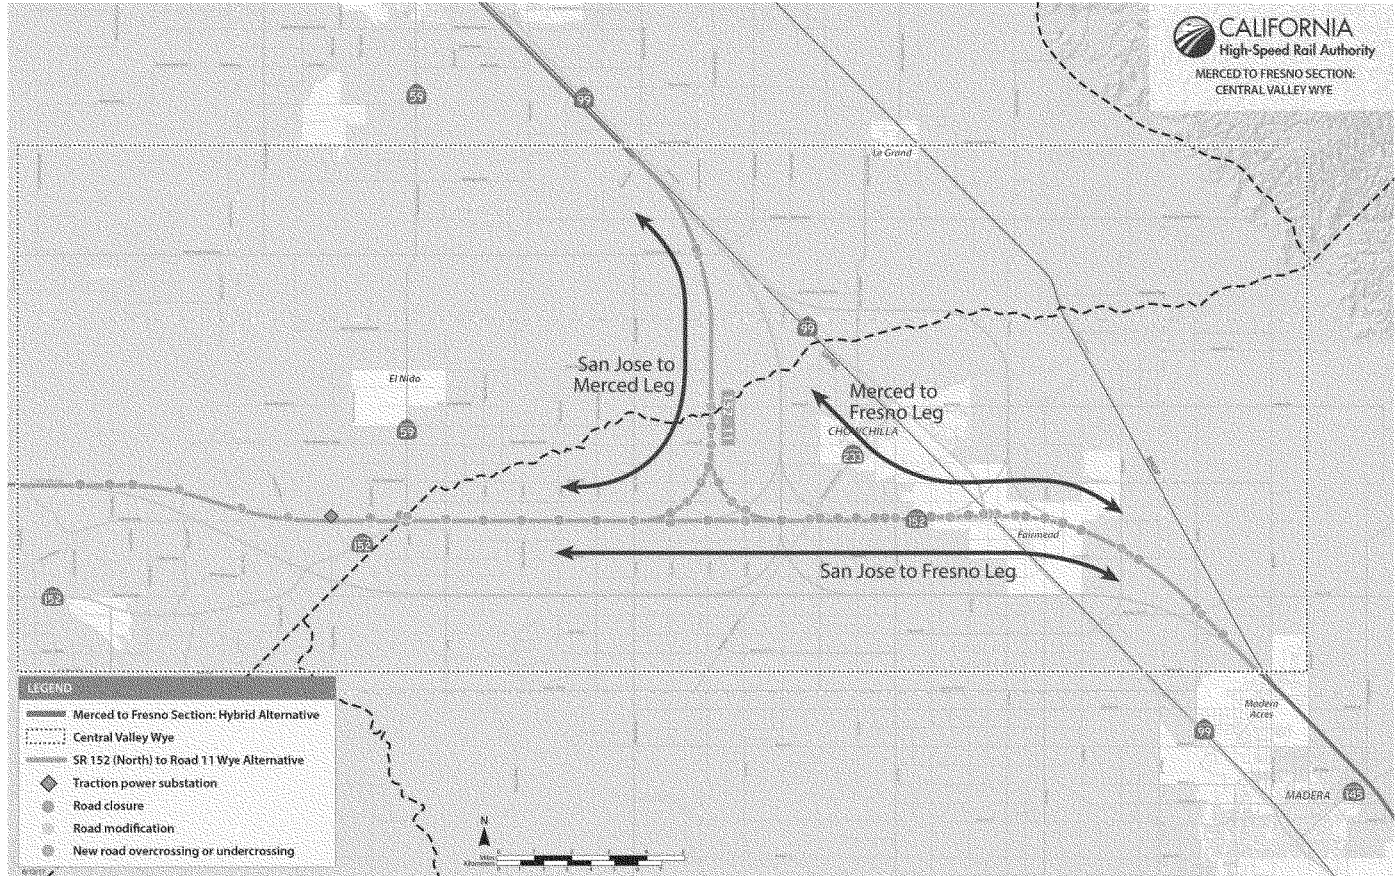 CALIFORNIA
High-Speed Rail Authority
MERCED TO FRESNO SECTION:
CENTRAL VALLEY WYE
59
99
Le Grand
99
San Jose to
Merced Leg
El Nido
59
Merced to
Fresno Leg
CHOWCHILLA
233
152
Fairmead
152
San Jose to Fresno Leg
152
Madera
Acres
99
MADERA
145
LEGEND
Merced to Fresno Section: Hybrid Alternative
Central Valley Wye
SR 152 (North) to Road 11 Wye Alternative
Traction power substation
Road closure
Road modification
New road overcrossing or undercrossing
N
Miles
Kilometers